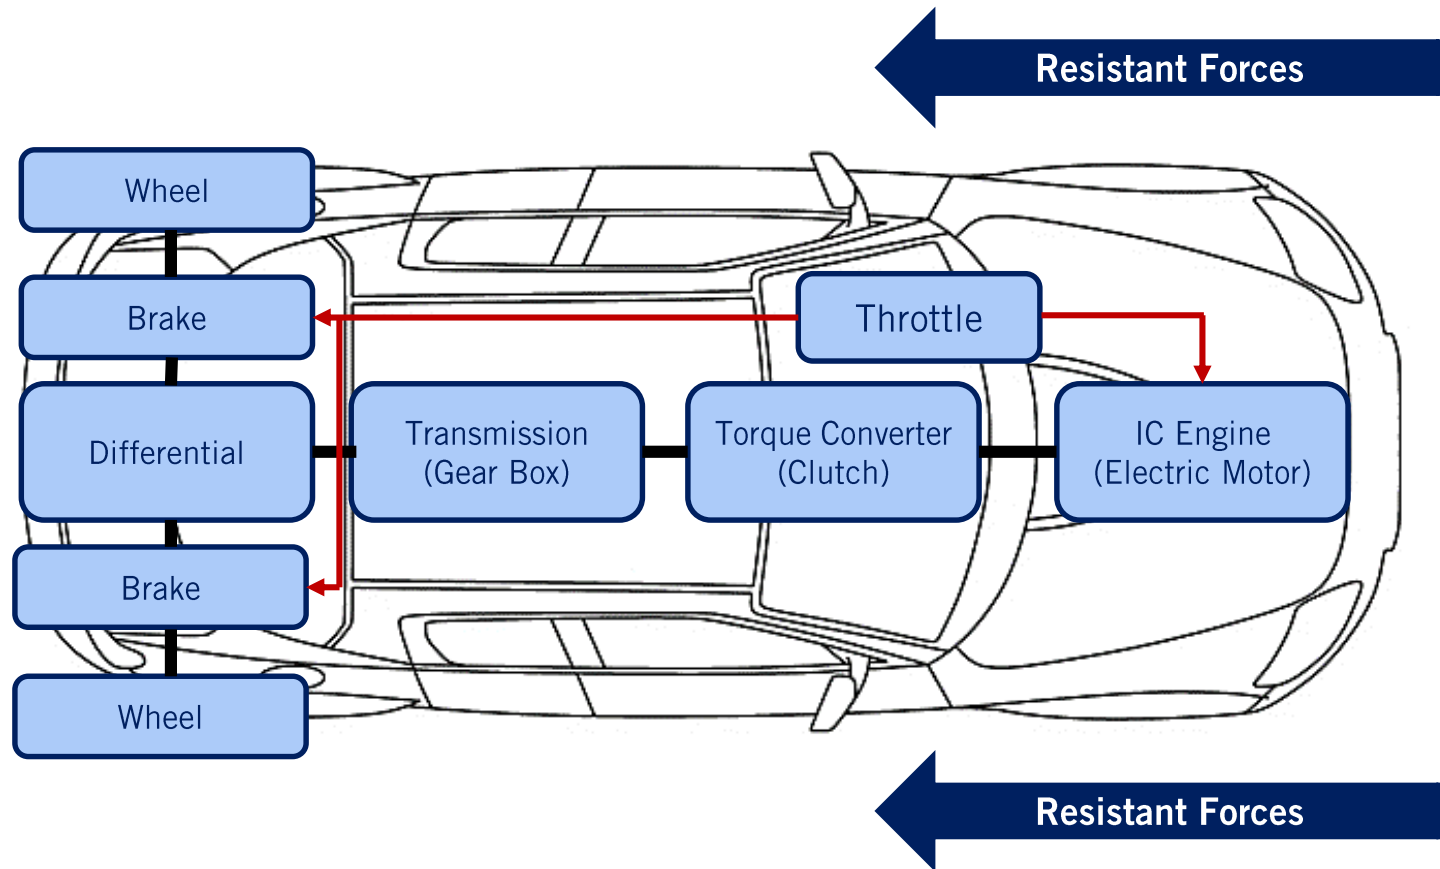 Resistant Forces
Wheel
Brake
Throttle
Differential
Transmission
(Gear Box)
Torque Converter
(Clutch)
IC Engine
(Electric Motor)
Brake
Wheel
Resistant Forces